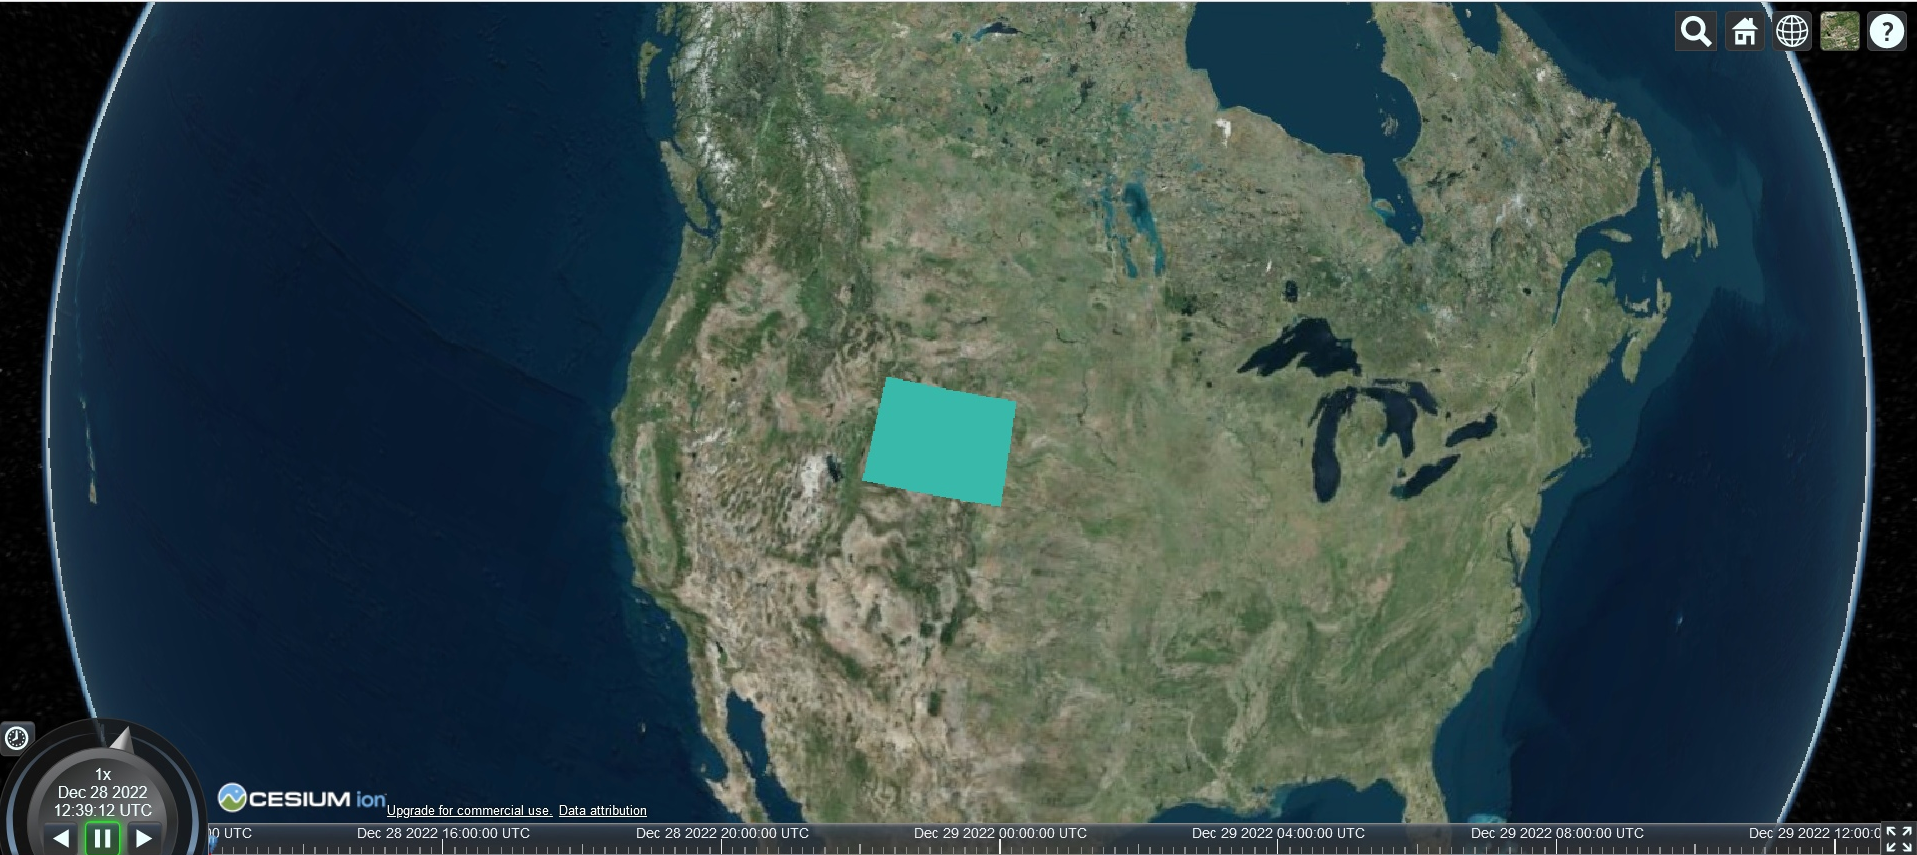 ?
1x
Dec 28 2022
12:39:12 UTC
CESIUM ion
Upgrade for commercial use. Data attribution
00 UTC Dec 28 2022 16:00:00 UTC Dec 28 2022 20:00:00 UTC Dec 29 2022 00:00:00 UTC Dec 29 2022 04:00:00 UTC Dec 29 2022 08:00:00 UTC Dec 29 2022 12:00:0